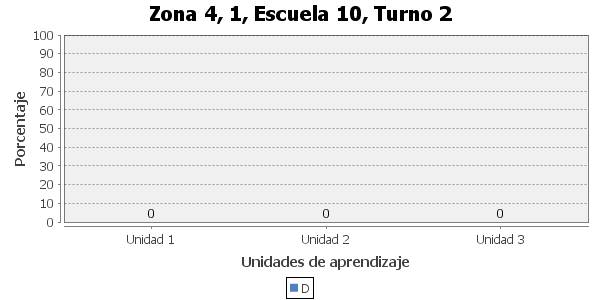 Zona 4, 1, Escuela 10, Turno 2
Porcentaje
100
90
80
70
60
50
40
30
20
10
0
0 0 0
Unidad 1 Unidad 2 Unidad 3
Unidades de aprendizaje
D